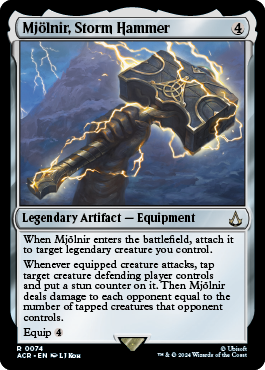 Mjölnir, Storm Hammer 4
Legendary Artifact — Equipment
When Mjölnir enters the battlefield, attach it
to target legendary creature you control.
Whenever equipped creature attacks, tap
target creature defending player controls
and put a stun counter on it. Then Mjölnir
deals damage to each opponent equal to the
number of tapped creatures that opponent
controls.
Equip 4
R 0074 © Ubisoft
ACR • EN L J Koh ™ & © 2024 Wizards of the Coast